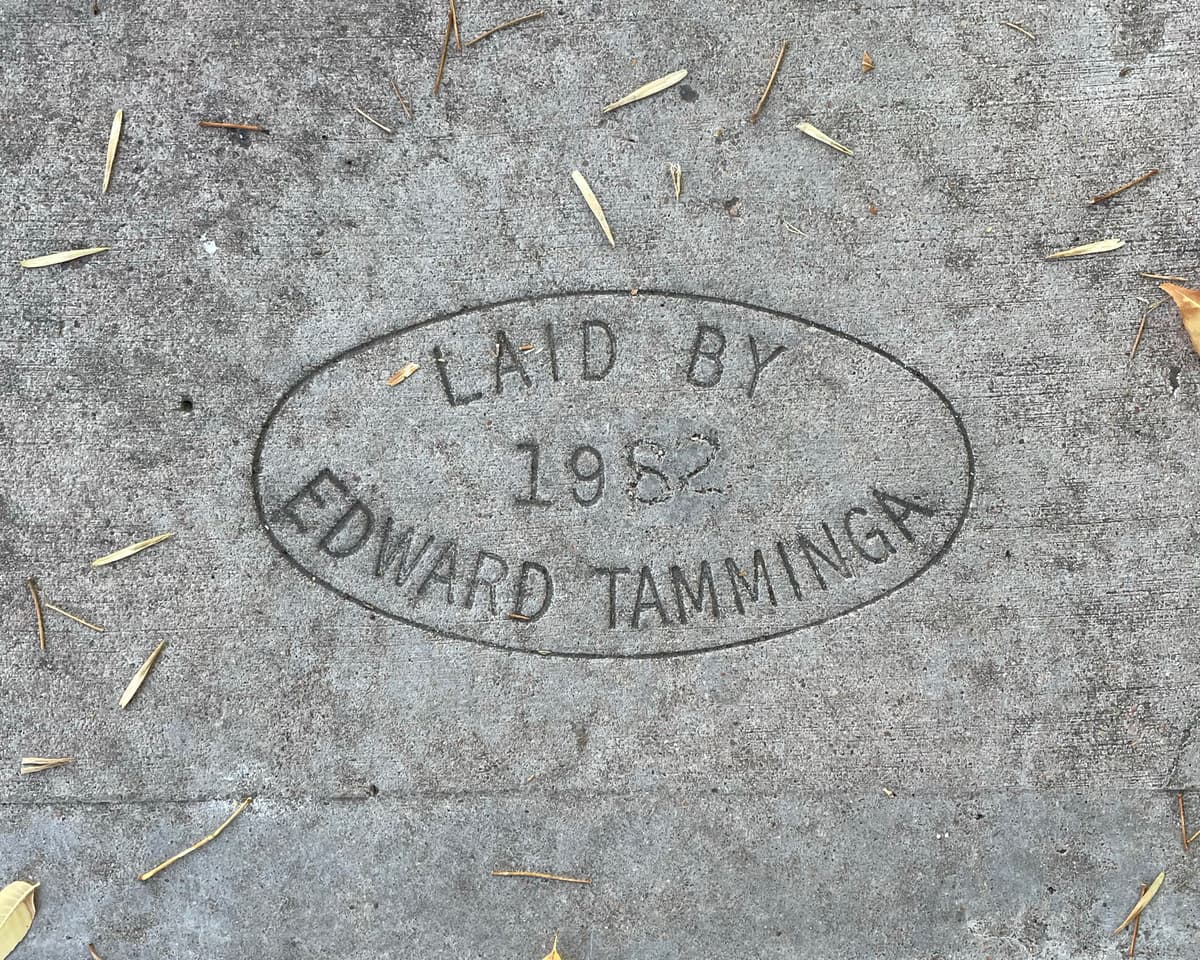 LAID BY
1982
EDWARD TAMMINGA